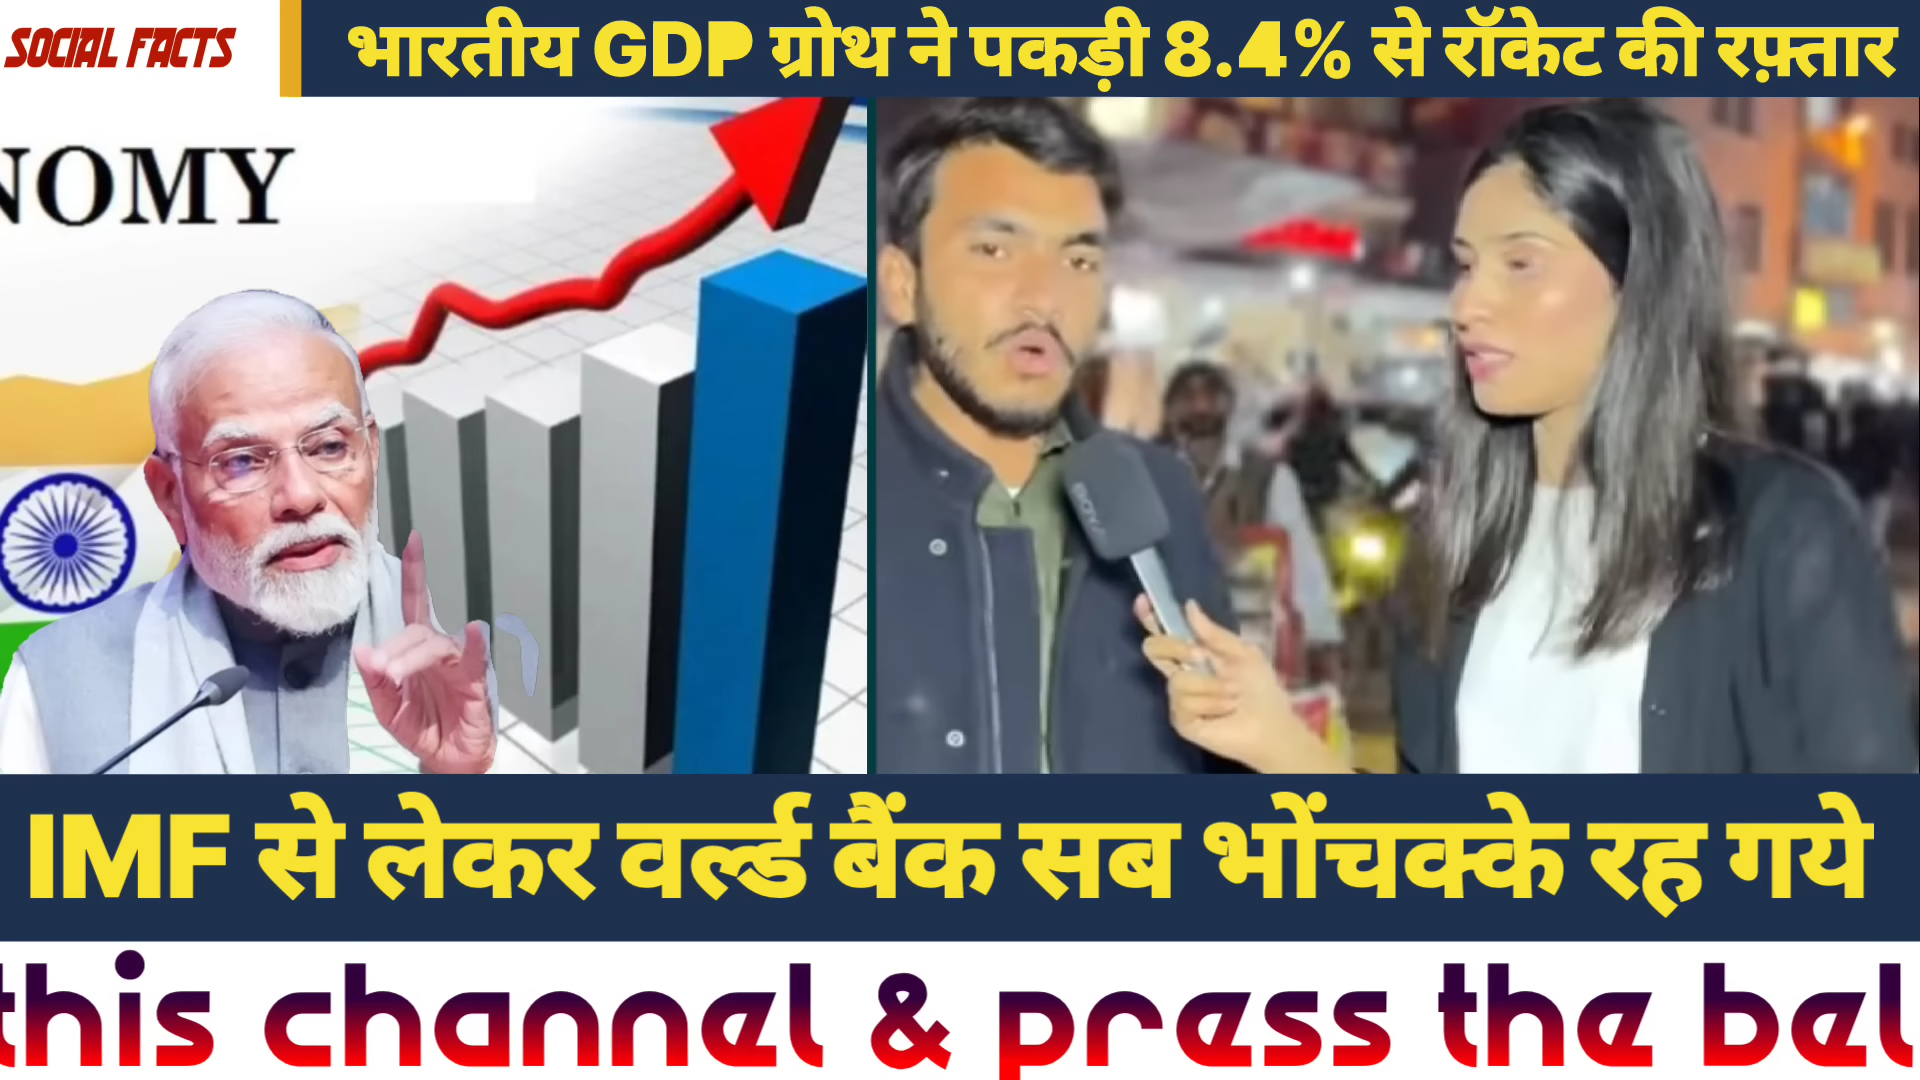 SOCIAL FACTS
भारतीय GDP ग्रोथ ने पकड़ी 8.4% से रॉकेट की रफ़्तार
NOMY
IMF से लेकर वर्ल्ड बैंक सब भोंचक्के रह गये
this channel & press the bel